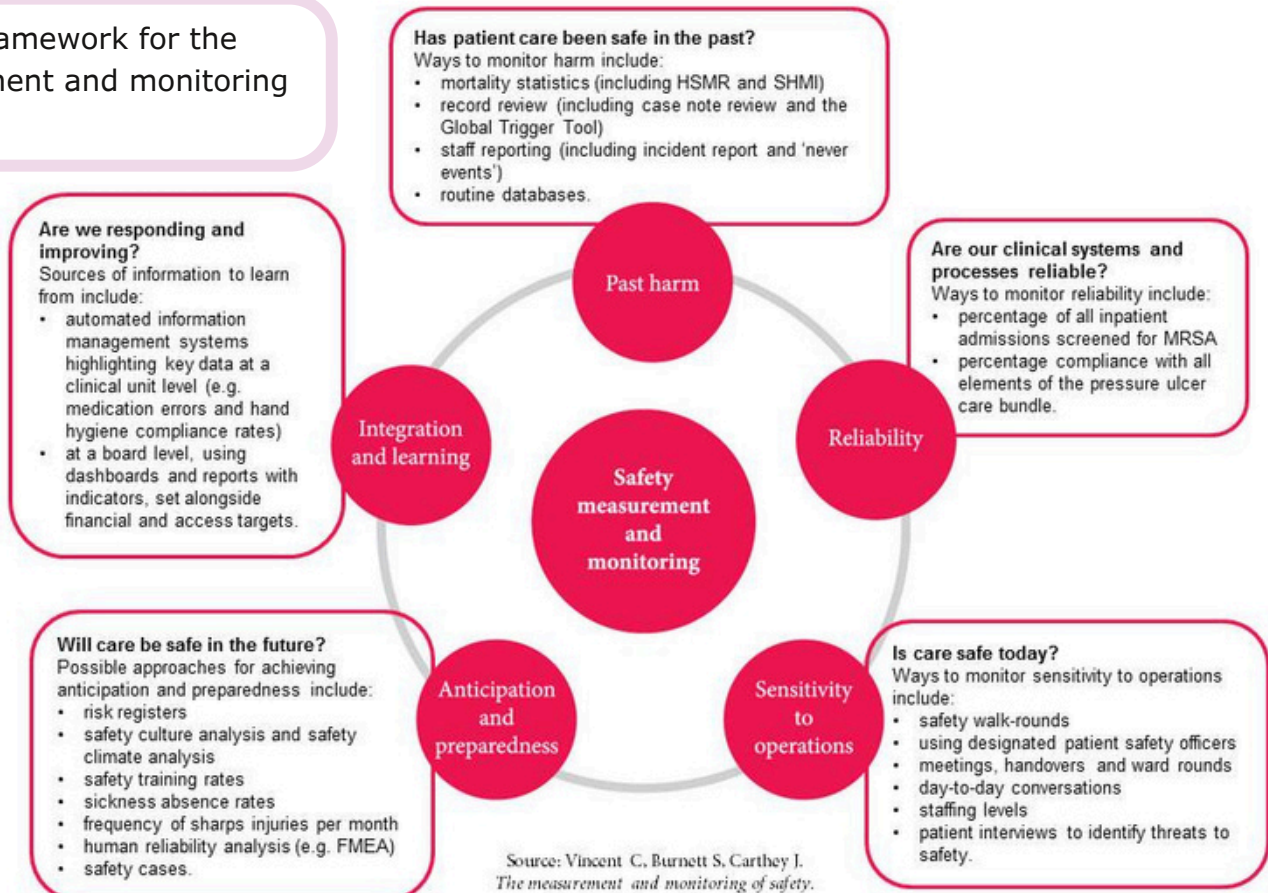 amework for the
nent and monitoring
Has patient care been safe in the past?
Ways to monitor harm include:
• mortality statistics (including HSMR and SHMI)
• record review (including case note review and the
Global Trigger Tool)
• staff reporting (including incident report and ‘never
events’)
• routine databases.
Are we responding and
improving?
Sources of information to learn
from include:
• automated information
management systems
highlighting key data at a
clinical unit level (e.g.
medication errors and hand
hygiene compliance rates)
• at a board level, using
dashboards and reports with
indicators, set alongside
financial and access targets.
Are our clinical systems and
processes reliable?
Ways to monitor reliability include:
• percentage of all inpatient
admissions screened for MRSA
• percentage compliance with all
elements of the pressure ulcer
care bundle.
Past harm
Integration
and learning
Reliability
Safety
measurement
and
monitoring
Anticipation
and
preparedness
Sensitivity
to
operations
Will care be safe in the future?
Possible approaches for achieving
anticipation and preparedness include:
• risk registers
• safety culture analysis and safety
climate analysis
• safety training rates
• sickness absence rates
• frequency of sharps injuries per month
• human reliability analysis (e.g. FMEA)
• safety cases.
Is care safe today?
Ways to monitor sensitivity to operations
include:
• safety walk-rounds
• using designated patient safety officers
• meetings, handovers and ward rounds
• day-to-day conversations
• staffing levels
• patient interviews to identify threats to
safety.
Source: Vincent C, Burnett S, Carthey J.
The measurement and monitoring of safety.